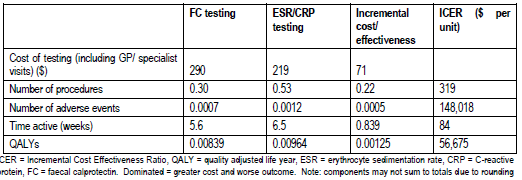 FC testing ESR/CRP testing Incremental cost/ effectiveness ICER ($ per unit)
Cost of testing (including GP/ specialist visits) ($) 290 219 71
Number of procedures 0.30 0.53 0.22 319
Number of adverse events 0.0007 0.0012 0.0005 148,018
Time active (weeks) 5.6 6.5 0.839 84
QALYs 0.00839 0.00964 0.00125 56,675
CER = Incremental Cost Effectiveness Ratio, QALY = quality adjusted life year, ESR = erythrocyte sedimentation rate, CRP = C-reactive
rotein, FC = faecal calprotectin. Dominated = greater cost and worse outcome. Note: components may not sum to totals due to rounding